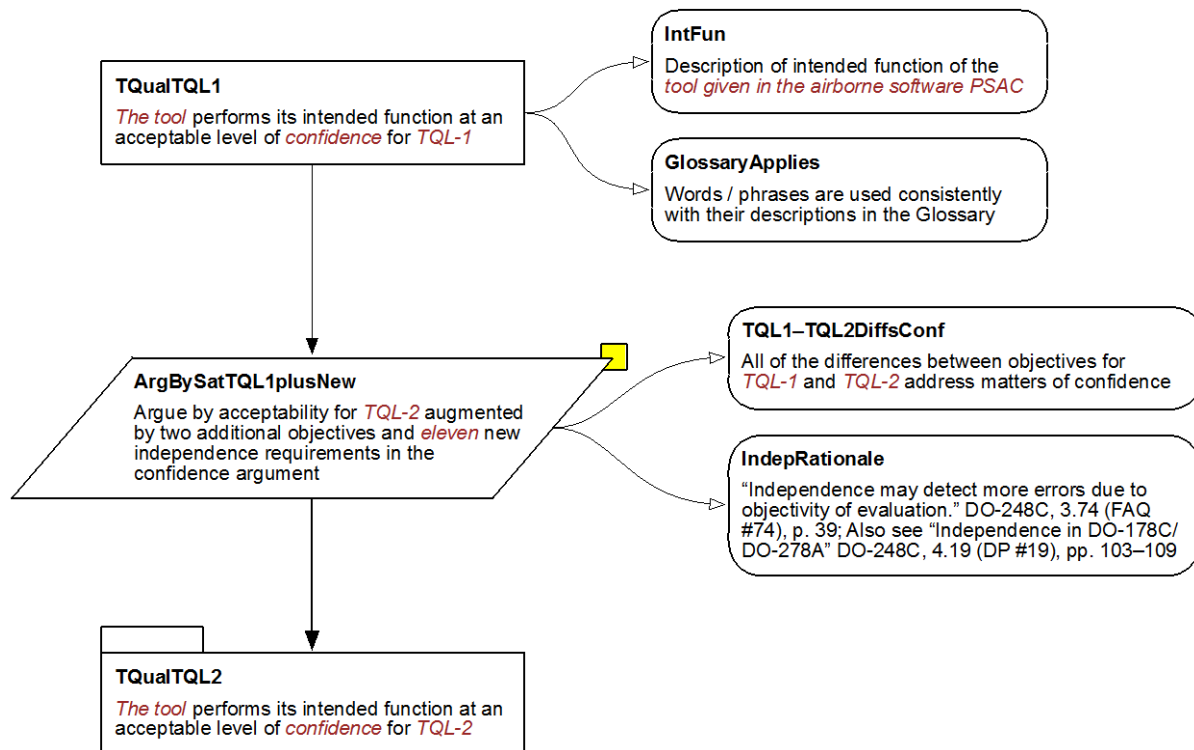 TQualTQL1
The tool performs its intended function at an
acceptable level of confidence for TQL-1
IntFun
Description of intended function of the
tool given in the airborne software PSAC
GlossaryApplies
Words / phrases are used consistently
with their descriptions in the Glossary
ArgBySatTQL1plusNew
Argue by acceptability for TQL-2 augmented
by two additional objectives and eleven new
independence requirements in the
confidence argument
TQL1–TQL2DiffsConf
All of the differences between objectives for
TQL-1 and TQL-2 address matters of confidence
IndepRationale
“Independence may detect more errors due to
objectivity of evaluation.” DO-248C, 3.74 (FAQ
#74), p. 39; Also see “Independence in DO-178C/
DO-278A” DO-248C, 4.19 (DP #19), pp. 103–109
TQualTQL2
The tool performs its intended function at an
acceptable level of confidence for TQL-2